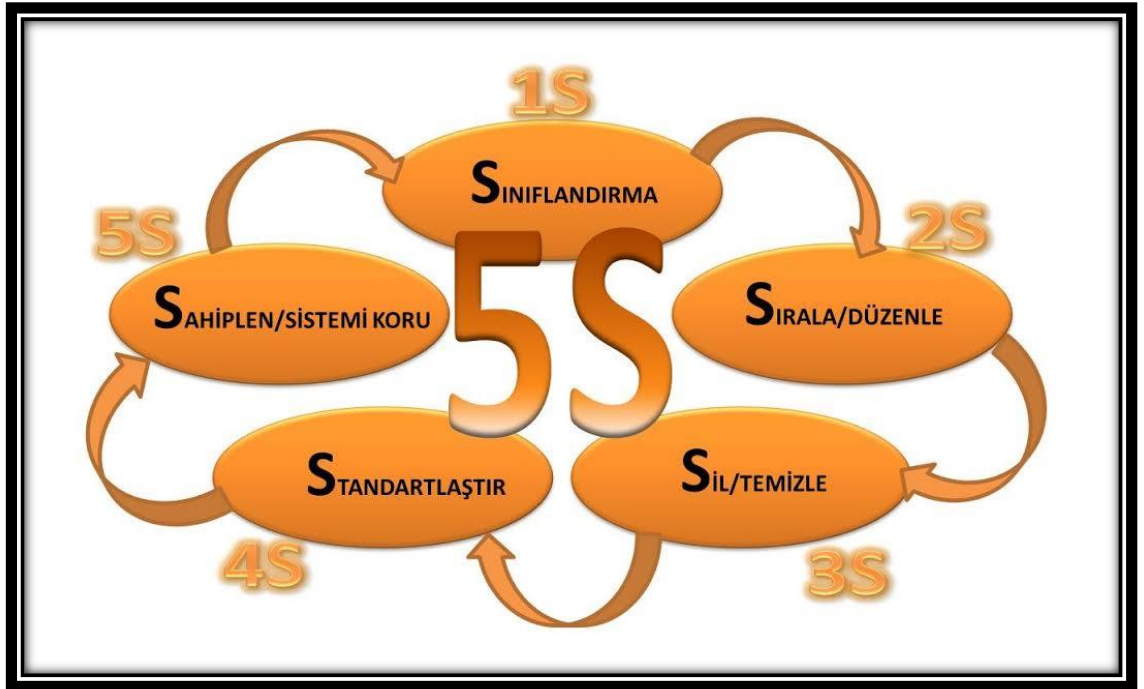 1S
SINIFLANDIRMA
2S
SIRALA/DÜZENLE
3S
SİL/TEMİZLE
4S
STANDARTLAŞTIR
5S
SAHİPLEN/SİSTEMİ KORU
5S